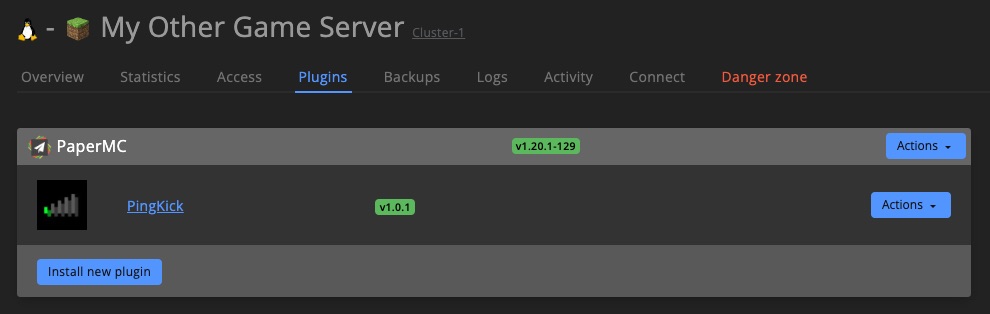 - My Other Game Server Cluster-1
Overview Statistics Access Plugins Backups Logs Activity Connect Danger zone
PaperMC v1.20.1-129 Actions
PingKick v1.0.1 Actions
Install new plugin